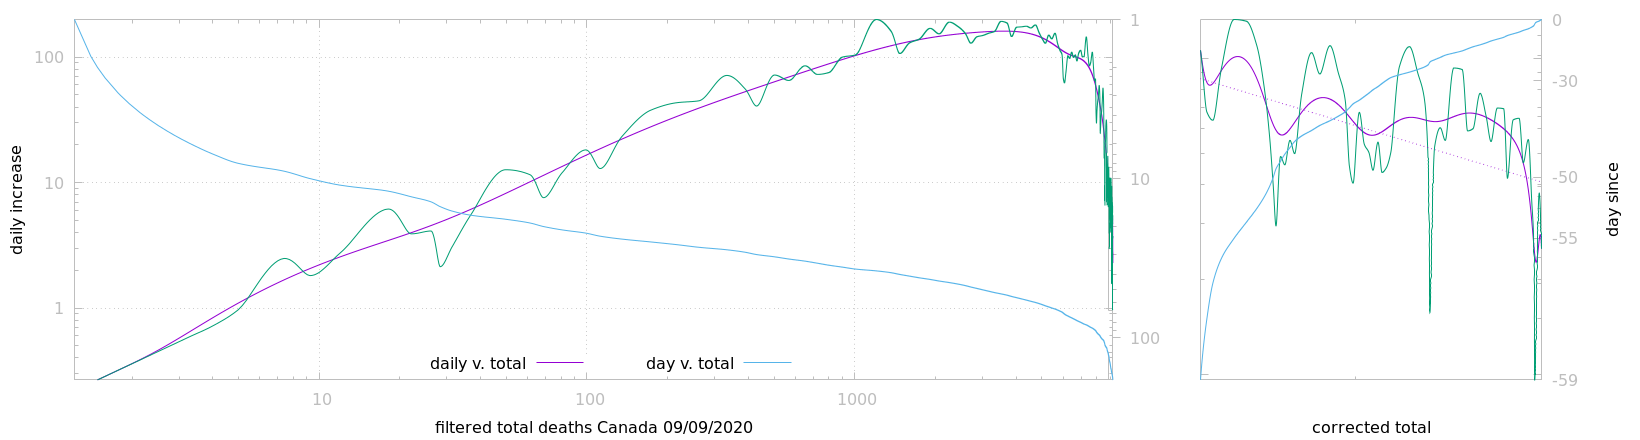 100
10
1
daily increase
10
100
1000
filtered total deaths Canada 09/09/2020
daily v. total
day v. total
1
10
100
0
-30
-50
-55
-59
day since
corrected total